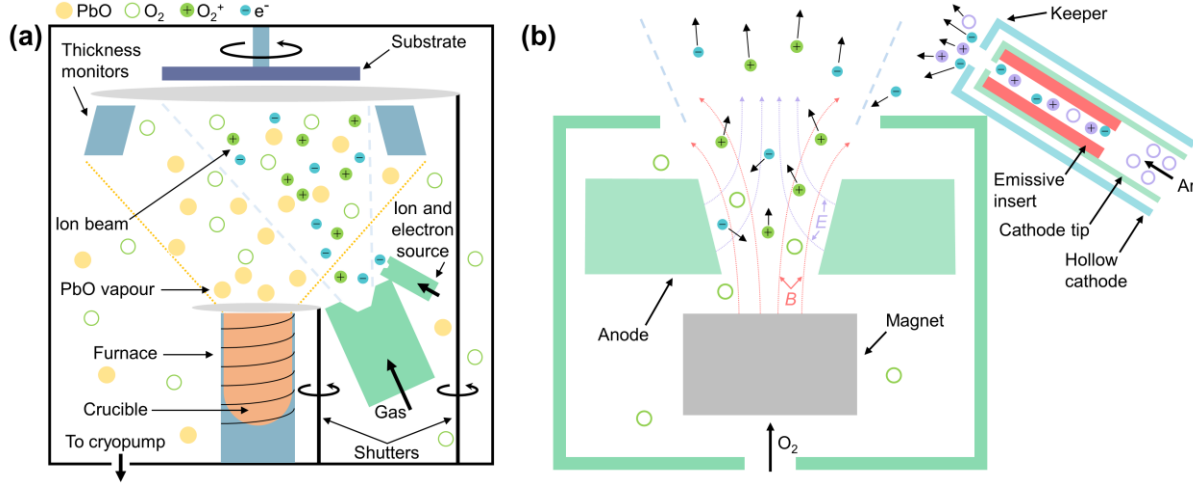 PbO O₂ O₂⁺ e⁻
(a)
Thickness
monitors
Substrate
Ion beam
Ion and
electron
source
PbO vapour
Furnace
Crucible
Gas
To cryopump
Shutters
(b)
Keeper
Ar
Emissive
insert
Cathode tip
Hollow
cathode
E
B
Anode
Magnet
O₂